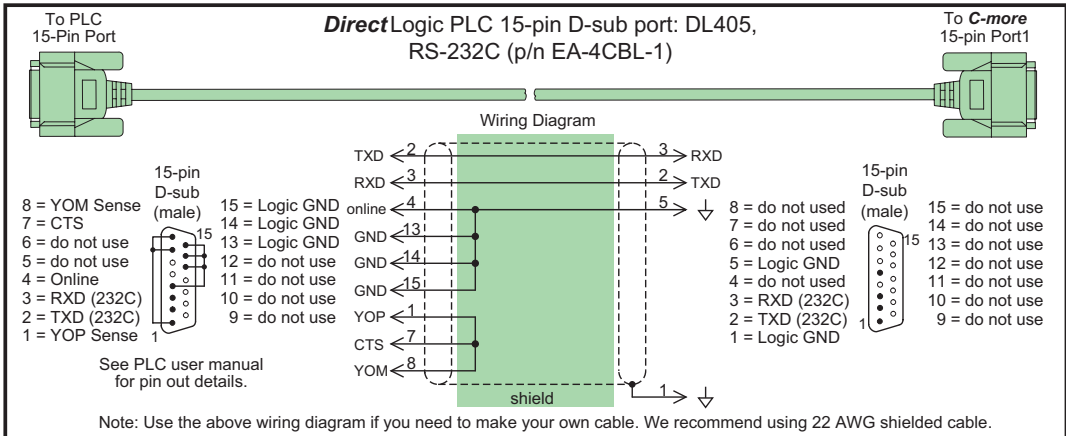 To PLC
15-Pin Port
DirectLogic PLC 15-pin D-sub port: DL405,
RS-232C (p/n EA-4CBL-1)
To C-more
15-pin Port1
Wiring Diagram
TXD 2 3 RXD
RXD 3 2 TXD
online 4 5
GND 13
GND 14
GND 15
YOP 1
CTS 7
YOM 8
shield
1
15-pin
D-sub
(male)
15
1
8 = YOM Sense
7 = CTS
6 = do not use
5 = do not use
4 = Online
3 = RXD (232C)
2 = TXD (232C)
1 = YOP Sense
15 = Logic GND
14 = Logic GND
13 = Logic GND
12 = do not use
11 = do not use
10 = do not use
9 = do not use
See PLC user manual
for pin out details.
15-pin
D-sub
(male)
15
1
8 = do not used
7 = do not used
6 = do not used
5 = Logic GND
4 = do not used
3 = RXD (232C)
2 = TXD (232C)
1 = Logic GND
15 = do not use
14 = do not use
13 = do not use
12 = do not use
11 = do not use
10 = do not use
9 = do not use
Note: Use the above wiring diagram if you need to make your own cable. We recommend using 22 AWG shielded cable.